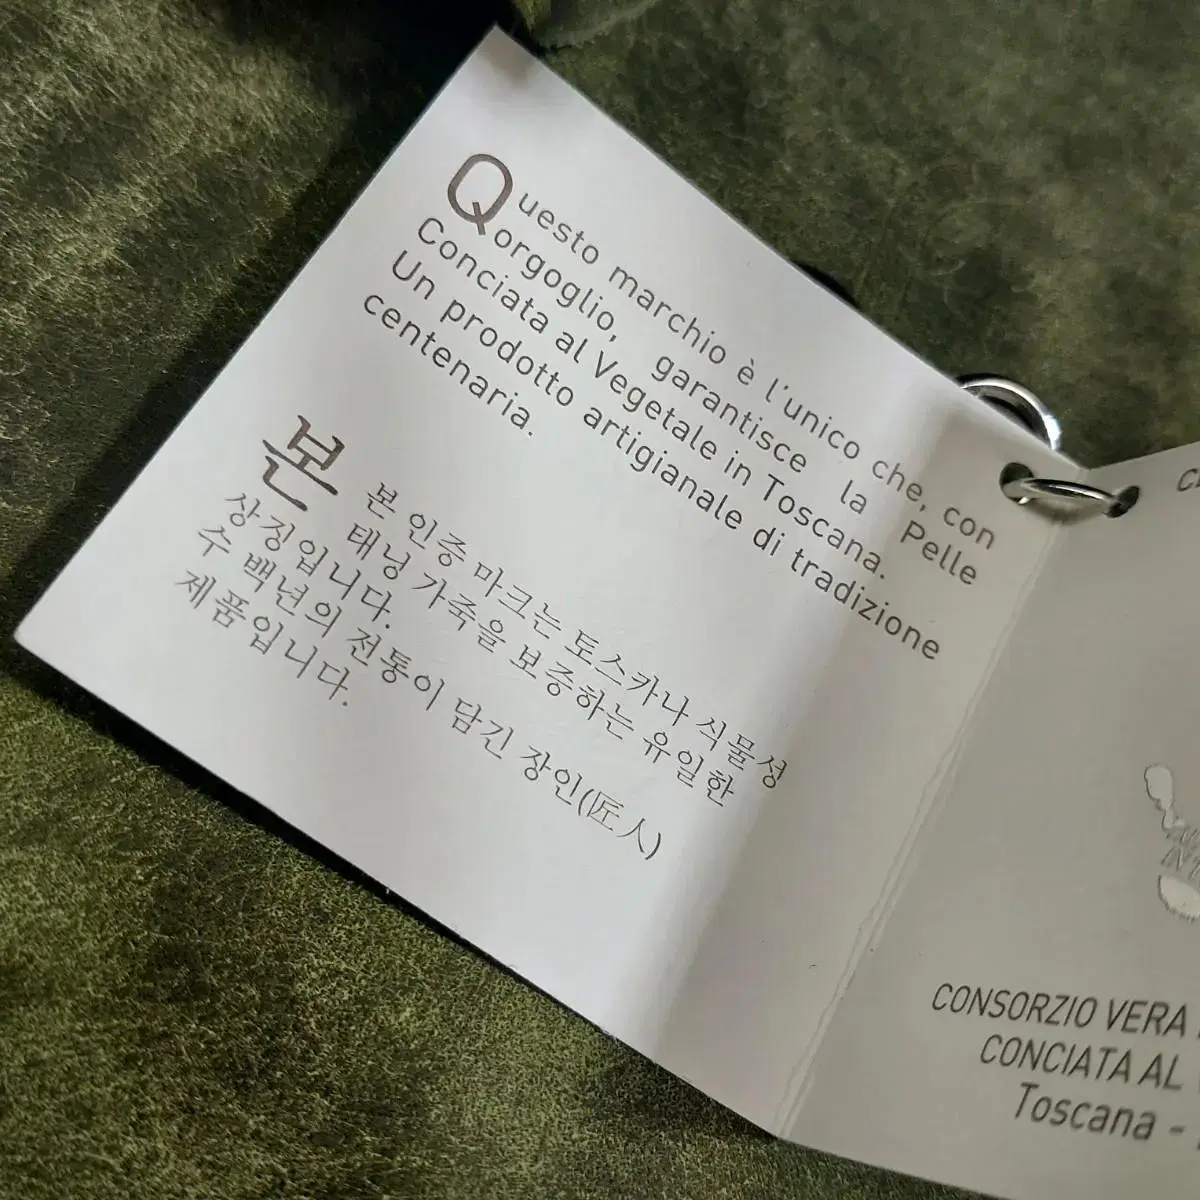 Questo marchio è l'unico che, con
orgoglio, garantisce la Pelle
Conciata al Vegetale in Toscana.
Un prodotto artigianale di tradizione
centenaria.
본 본 인증 마크는 토스카나 식물성
태닝 가죽을 보증하는 유일한
상징입니다.
수 백년의 전통이 담긴 장인(匠人)
제품입니다.
CONSORZIO VERA
CONCIATA AL
Toscana -